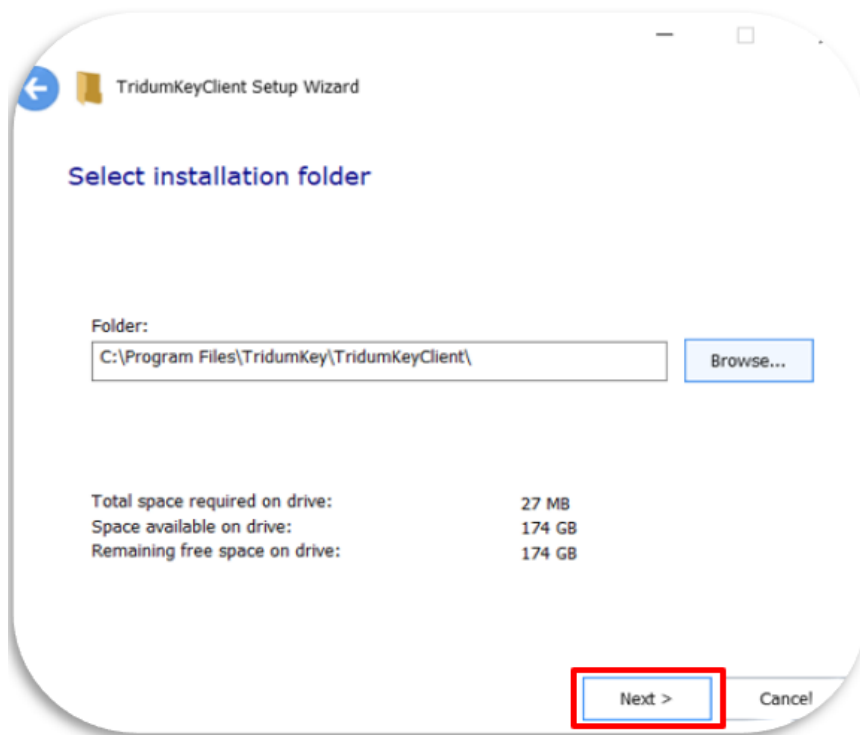 TridumKeyClient Setup Wizard
Select installation folder
Folder:
C:\Program Files\TridumKey\TridumKeyClient\
Browse...
Total space required on drive: 27 MB
Space available on drive: 174 GB
Remaining free space on drive: 174 GB
Next > Cancel